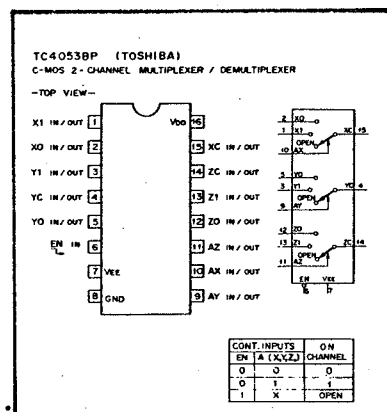 TC4053BP (TOSHIBA)
C-MOS 2-CHANNEL MULTIPLEXER / DEMULTIPLEXER
-TOP VIEW-
X1 IN/OUT 1
X0 IN/OUT 2
Y1 IN/OUT 3
YC IN/OUT 4
Y0 IN/OUT 5
EN IN 6
7 VEE
8 GND
VDD 16
15 XC IN/OUT
14 ZC IN/OUT
13 Z1 IN/OUT
12 Z0 IN/OUT
11 AZ IN/OUT
10 AX IN/OUT
9 AY IN/OUT
2 X0
1 X1 XC 15
OPEN
10 AX
5 Y0
3 Y1 4
OPEN
9 AY
12 Z0
13 Z1 ZC 14
OPEN
11 AZ
EN VEE
6 7
CONT. INPUTS ON
EN A (X,Y,Z,) CHANNEL
0 0 0
0 1 1
1 X OPEN